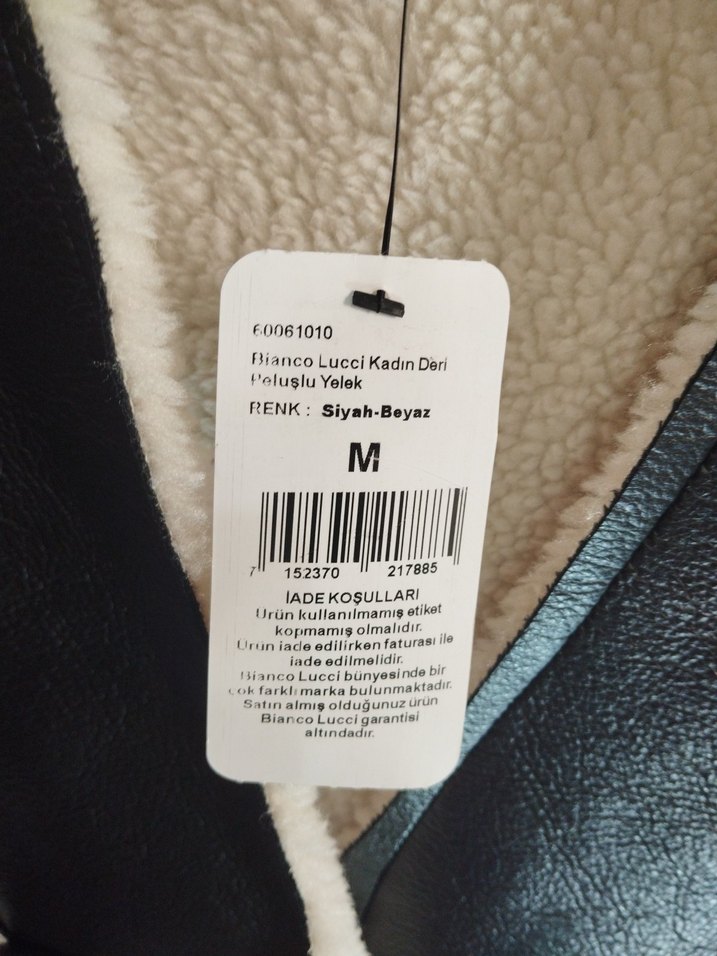 60061010
Bianco Lucci Kadın Deri
Peluşlu Yelek
RENK : Siyah-Beyaz
M
7 152370 217885
İADE KOŞULLARI
Ürün kullanılmamış etiket
kopmamış olmalıdır.
Ürün iade edilirken faturası ile
iade edilmelidir.
Bianco Lucci bünyesinde bir
çok farklı marka bulunmaktadır.
Satın almış olduğunuz ürün
Bianco Lucci garantisi
altındadır.